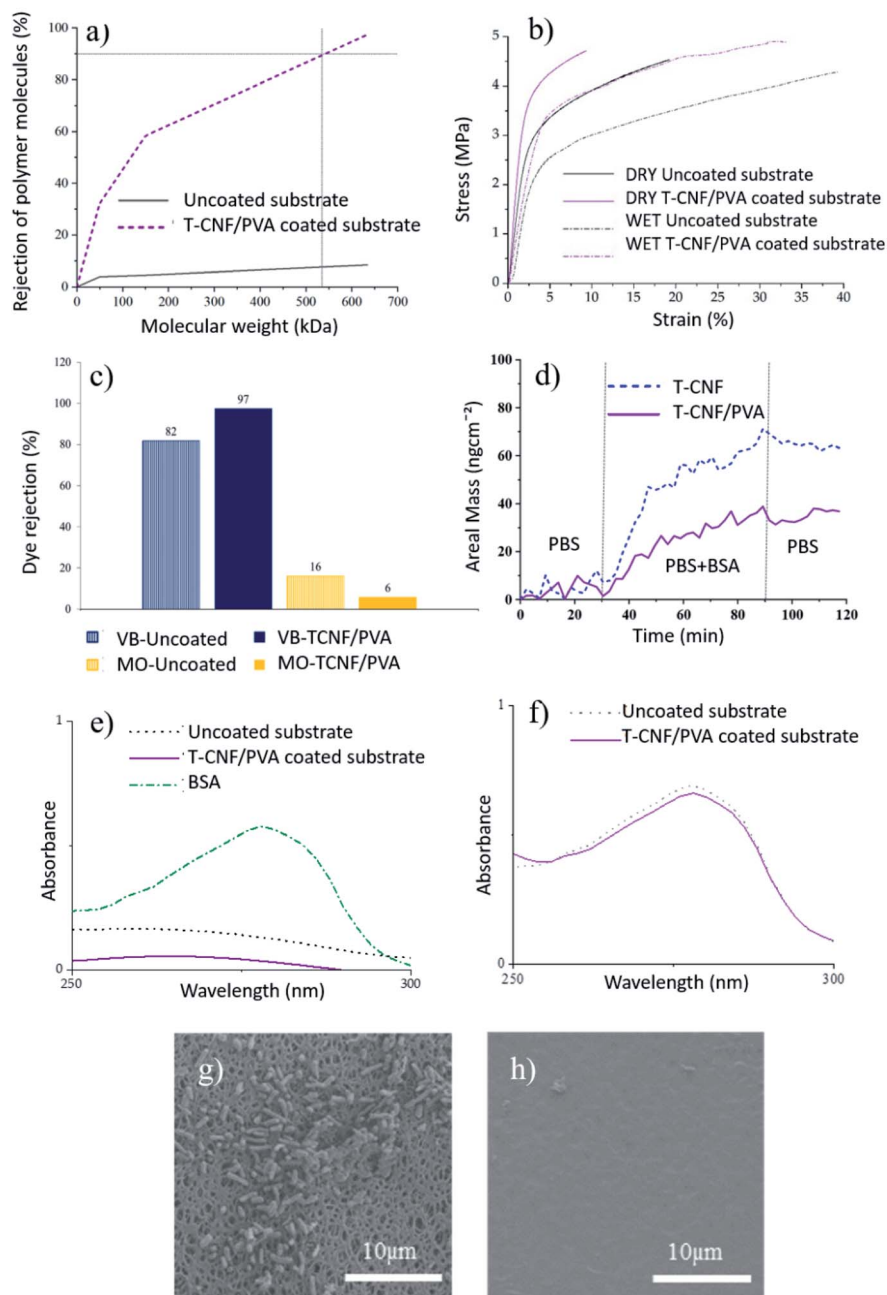 a)
Rejection of polymer molecules (%)
100
80
60
40
20
0
Uncoated substrate
T-CNF/PVA coated substrate
0 100 200 300 400 500 600 700
Molecular weight (kDa)
b)
Stress (MPa)
5
4
3
2
1
0
DRY Uncoated substrate
DRY T-CNF/PVA coated substrate
WET Uncoated substrate
WET T-CNF/PVA coated substrate
0 5 10 15 20 25 30 35 40
Strain (%)
c)
Dye rejection (%)
120
100
80
60
40
20
0
82
97
16
6
VB-Uncoated VB-TCNF/PVA
MO-Uncoated MO-TCNF/PVA
d)
Areal Mass (ngcm⁻²)
100
80
60
40
20
0
T-CNF
T-CNF/PVA
PBS
PBS+BSA
PBS
0 20 40 60 80 100 120
Time (min)
e)
Absorbance
1
0
Uncoated substrate
T-CNF/PVA coated substrate
BSA
250 300
Wavelength (nm)
f)
Absorbance
1
0
Uncoated substrate
T-CNF/PVA coated substrate
250 300
Wavelength (nm)
g)
10µm
h)
10µm